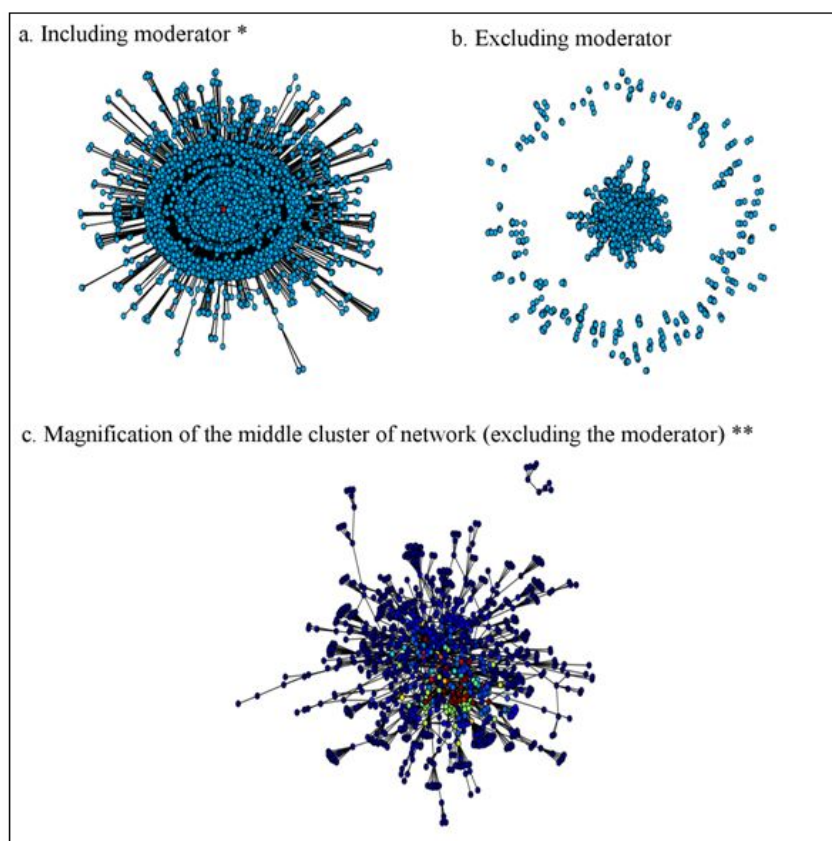 a. Including moderator *
b. Excluding moderator
c. Magnification of the middle cluster of network (excluding the moderator) **